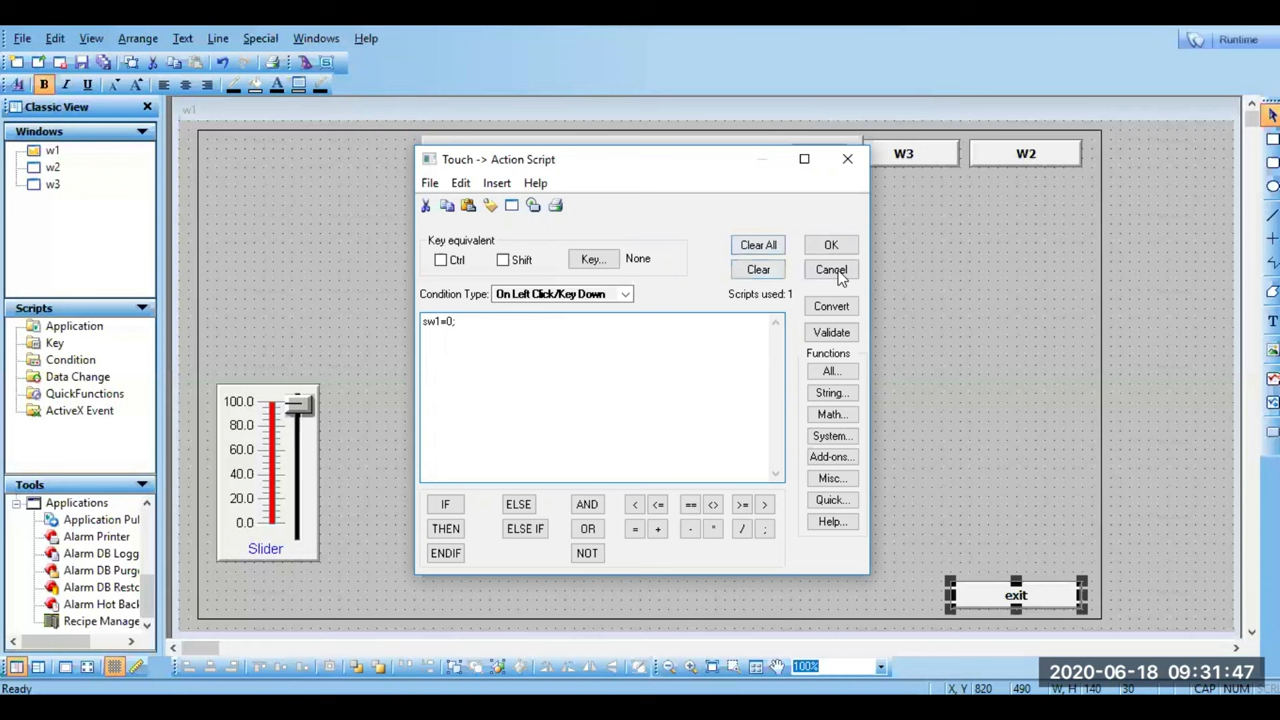 File Edit View Arrange Text Line Special Windows Help
Runtime
B I U
Classic View
w1
Windows
w1
w2
w3
W3
W2
Touch -> Action Script
File Edit Insert Help
Key equivalent
Ctrl
Shift
Key...
None
Clear All
OK
Clear
Cancel
Condition Type:
On Left Click/Key Down
Scripts used: 1
Convert
sw1=0;
Validate
Functions
All...
String...
Math...
System...
Add-ons...
Misc...
Quick...
Help...
IF
ELSE
AND
< <= == <> >= >
THEN
ELSE IF
OR
= + - * / ;
ENDIF
NOT
Scripts
Application
Key
Condition
Data Change
QuickFunctions
ActiveX Event
100.0
80.0
60.0
40.0
20.0
0.0
Slider
Tools
Applications
Application Pul
Alarm Printer
Alarm DB Logg
Alarm DB Purg
Alarm DB Resto
Alarm Hot Back
Recipe Manage
exit
100%
2020-06-18 09:31:47
Ready
X, Y 820 490 W, H 140 30 CAP NUM